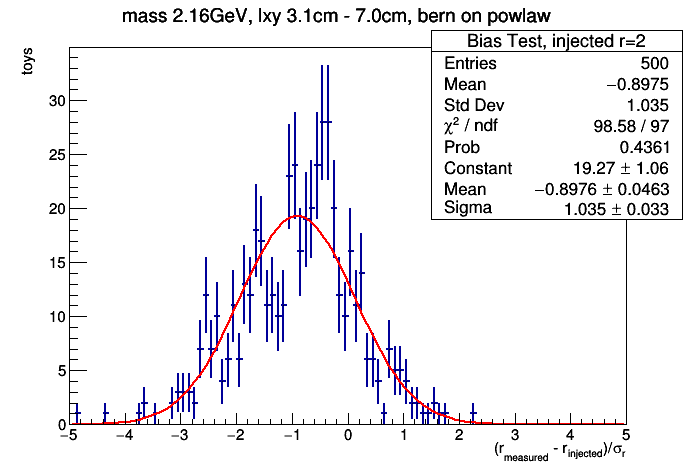 mass 2.16GeV, lxy 3.1cm - 7.0cm, bern on powlaw
Bias Test, injected r=2
Entries 500
Mean −0.8975
Std Dev 1.035
χ² / ndf 98.58 / 97
Prob 0.4361
Constant 19.27 ± 1.06
Mean −0.8976 ± 0.0463
Sigma 1.035 ± 0.033
toys
30
25
20
15
10
5
0
−5 −4 −3 −2 −1 0 1 2 3 4 5
(r_measured - r_injected)/σ_r